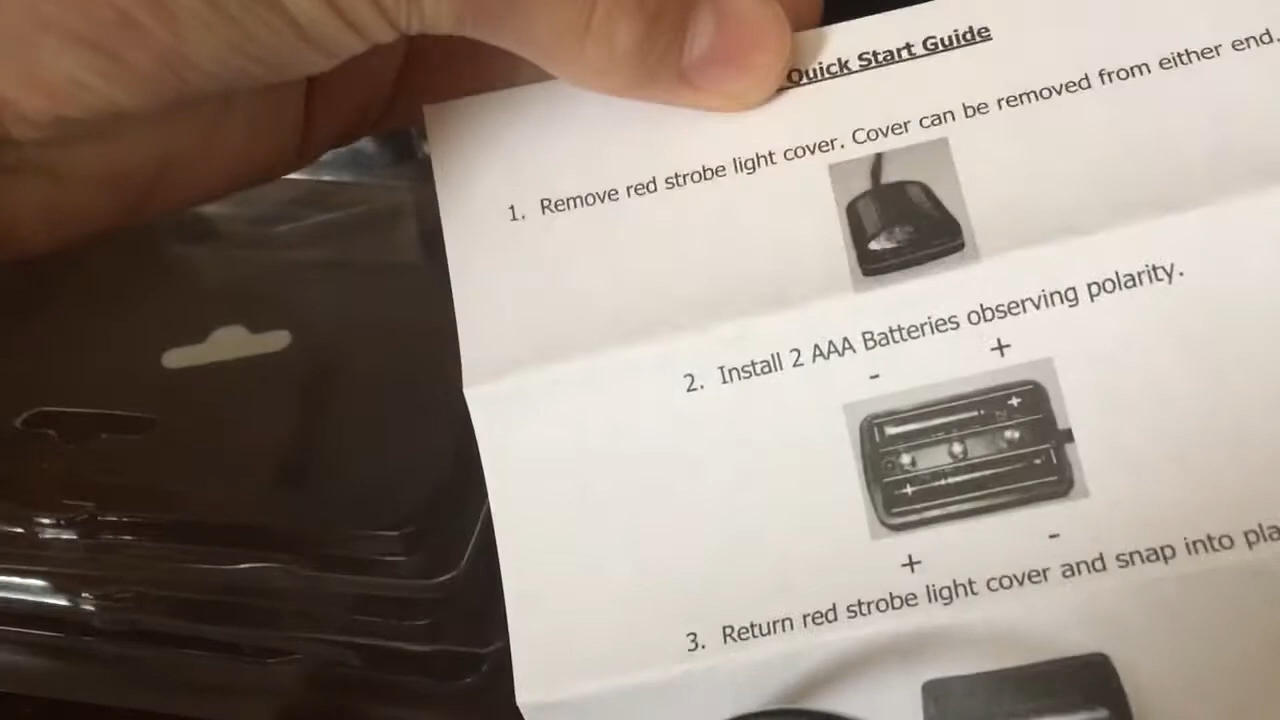 Quick Start Guide
1. Remove red strobe light cover. Cover can be removed from either end.
2. Install 2 AAA Batteries observing polarity.
- +
+
+
+ -
3. Return red strobe light cover and snap into